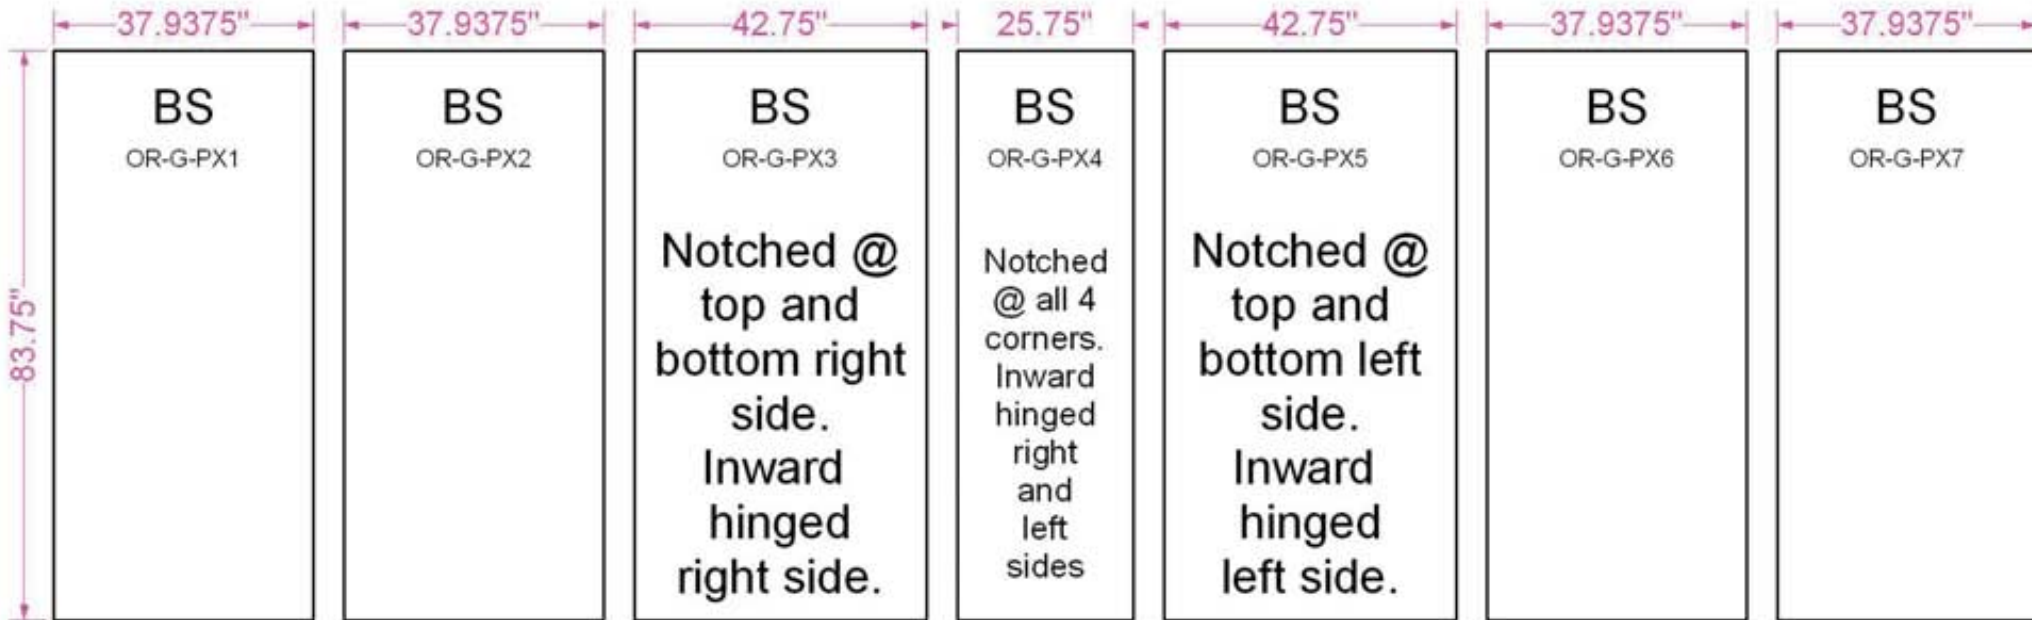 37.9375" 37.9375" 42.75" 25.75" 42.75" 37.9375" 37.9375"
83.75"
BS
OR-G-PX1
BS
OR-G-PX2
BS
OR-G-PX3
Notched @
top and
bottom right
side.
Inward
hinged
right side.
BS
OR-G-PX4
Notched
@ all 4
corners.
Inward
hinged
right
and
left
sides
BS
OR-G-PX5
Notched @
top and
bottom left
side.
Inward
hinged
left side.
BS
OR-G-PX6
BS
OR-G-PX7